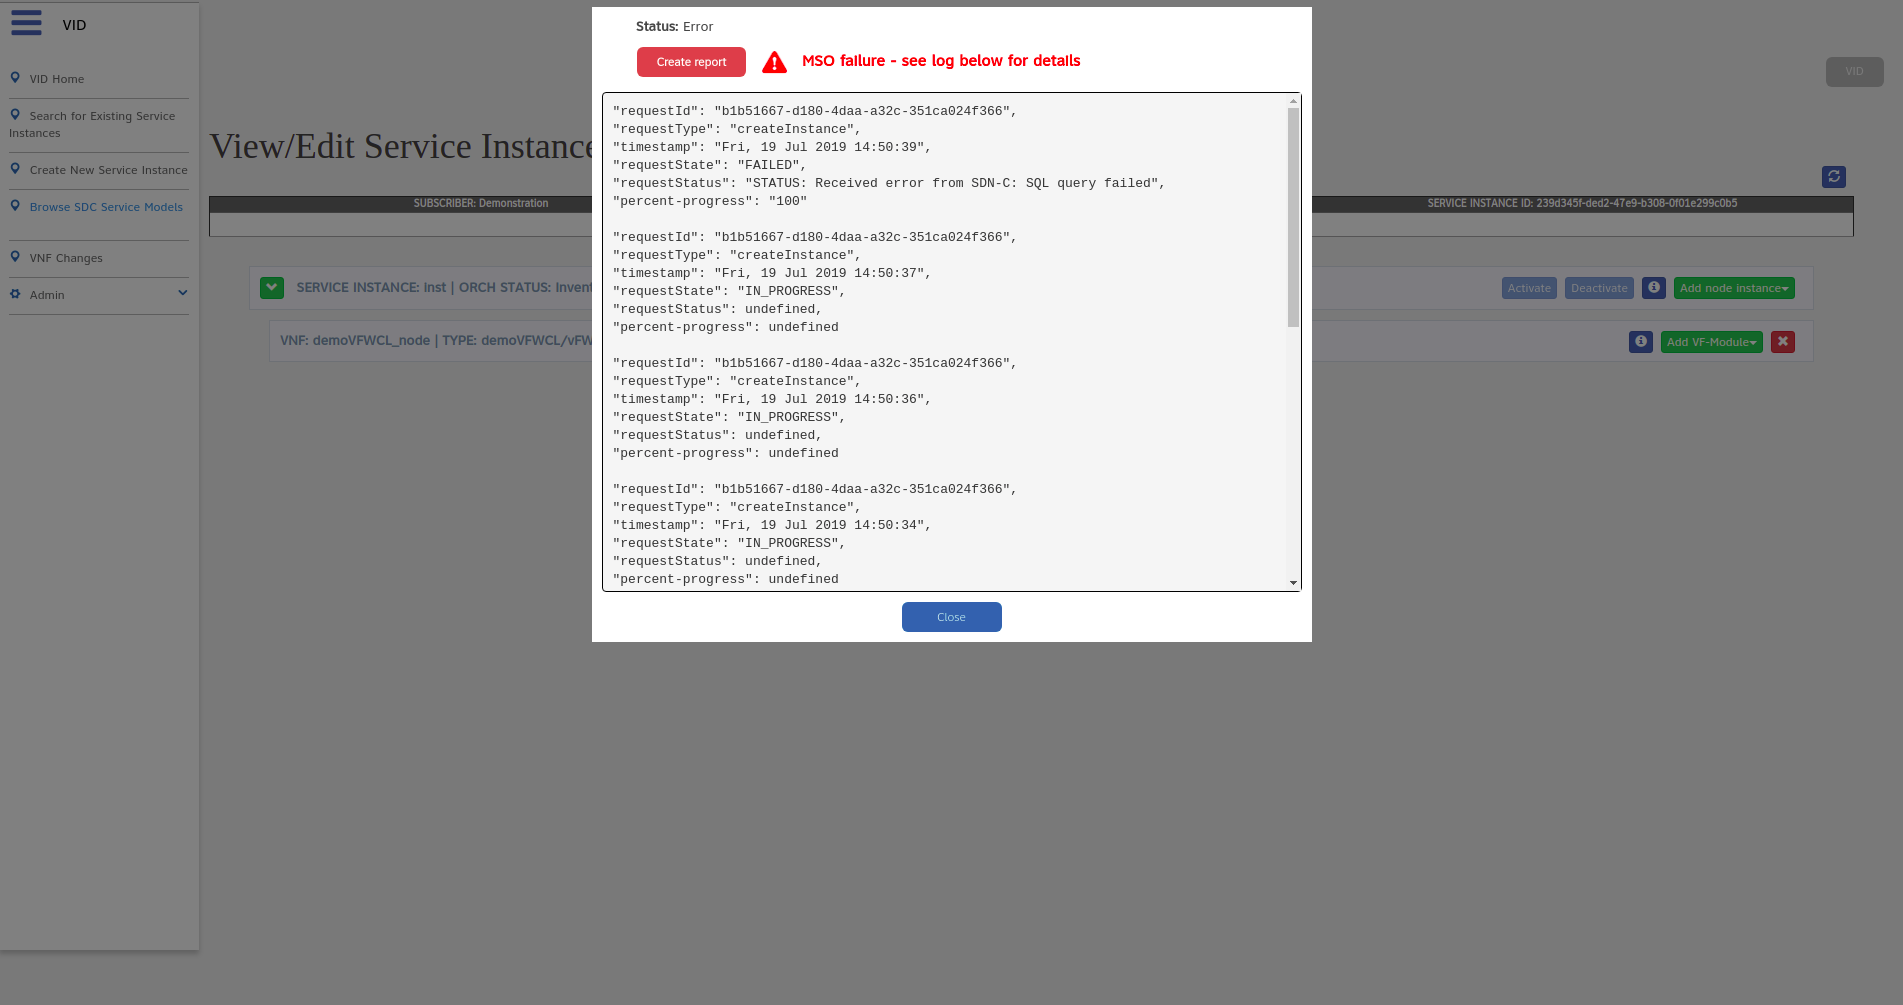 VID
VID Home
Search for Existing Service
Instances
Create New Service Instance
Browse SDC Service Models
VNF Changes
Admin
VID
View/Edit Service Instance
SUBSCRIBER: Demonstration
SERVICE INSTANCE ID: 239d345f-ded2-47e9-b308-0f01e299c0b5
SERVICE INSTANCE: inst | ORCH STATUS: Invent
Activate
Deactivate
Add node instance
VNF: demoVFWCL_node | TYPE: demoVFWCL/vFW
Add VF-Module
Status: Error
Create report
MSO failure - see log below for details
"requestId": "b1b51667-d180-4daa-a32c-351ca024f366",
"requestType": "createInstance",
"timestamp": "Fri, 19 Jul 2019 14:50:39",
"requestState": "FAILED",
"requestStatus": "STATUS: Received error from SDN-C: SQL query failed",
"percent-progress": "100"
"requestId": "b1b51667-d180-4daa-a32c-351ca024f366",
"requestType": "createInstance",
"timestamp": "Fri, 19 Jul 2019 14:50:37",
"requestState": "IN_PROGRESS",
"requestStatus": undefined,
"percent-progress": undefined
"requestId": "b1b51667-d180-4daa-a32c-351ca024f366",
"requestType": "createInstance",
"timestamp": "Fri, 19 Jul 2019 14:50:36",
"requestState": "IN_PROGRESS",
"requestStatus": undefined,
"percent-progress": undefined
"requestId": "b1b51667-d180-4daa-a32c-351ca024f366",
"requestType": "createInstance",
"timestamp": "Fri, 19 Jul 2019 14:50:34",
"requestState": "IN_PROGRESS",
"requestStatus": undefined,
"percent-progress": undefined
Close